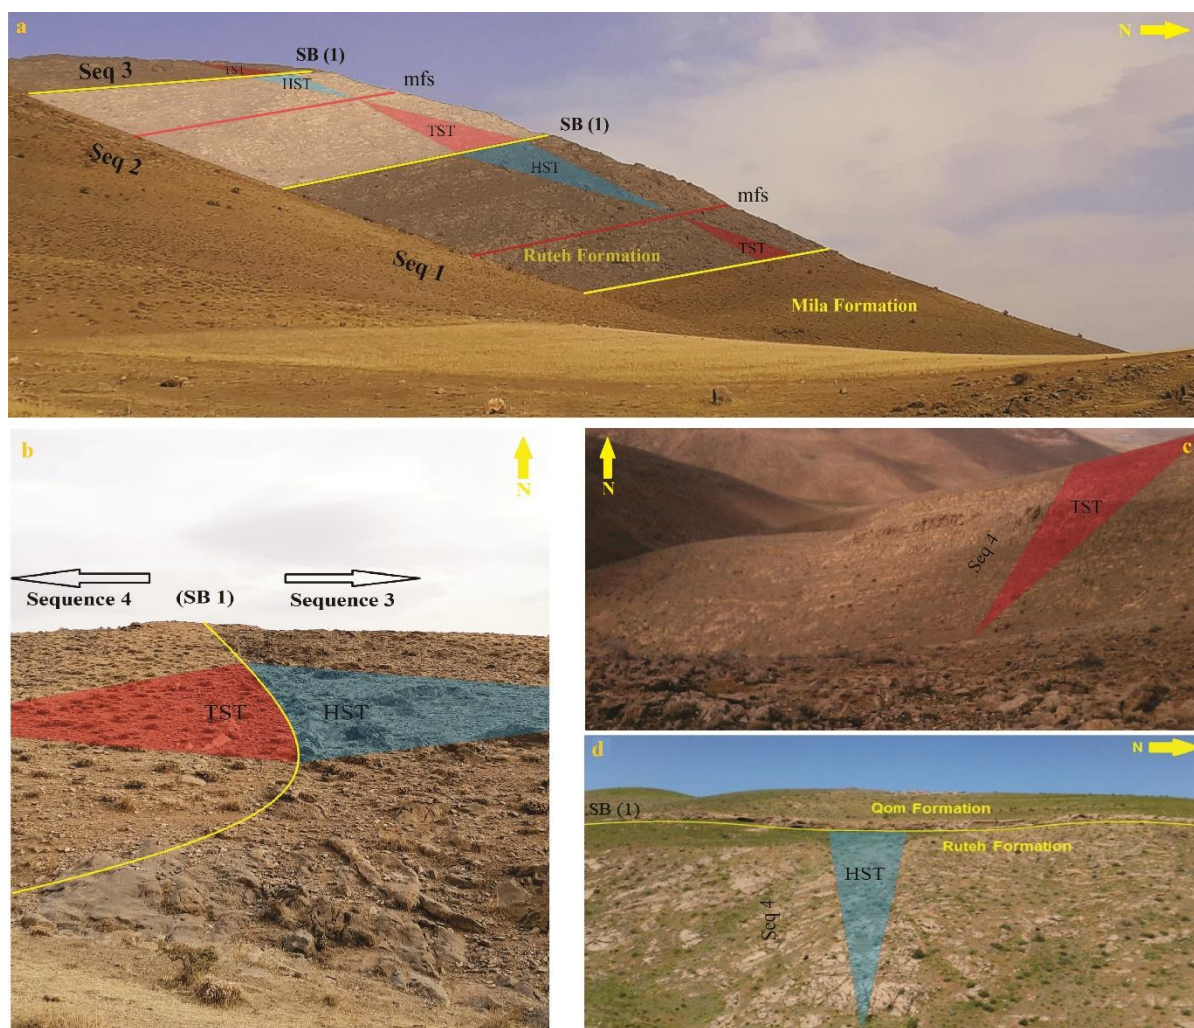 a
N
SB (1)
Seq 3
TST
HST
mfs
SB (1)
TST
Seq 2
HST
mfs
TST
Seq 1
Ruteh Formation
Mila Formation
b
N
Sequence 4
(SB 1)
Sequence 3
TST
HST
c
N
TST
Seq 4
d
N
SB (1)
Qom Formation
Ruteh Formation
HST
Seq 4